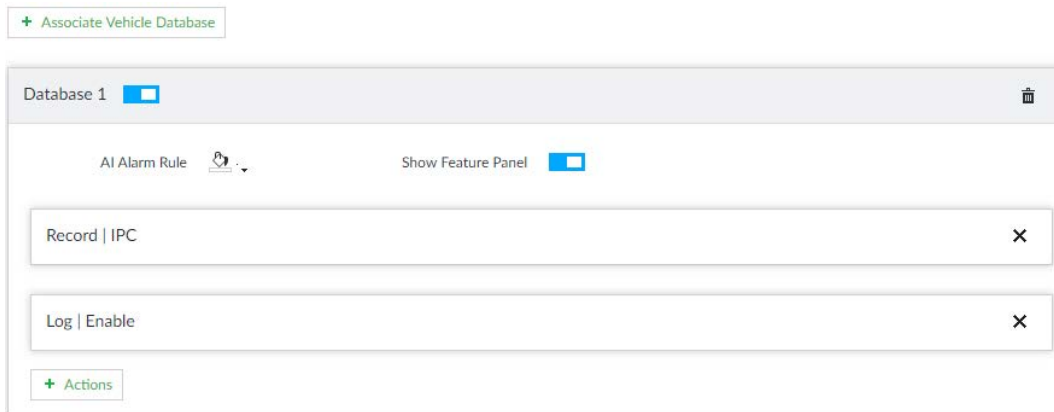 + Associate Vehicle Database
Database 1
AI Alarm Rule Show Feature Panel
Record | IPC
Log | Enable
+ Actions